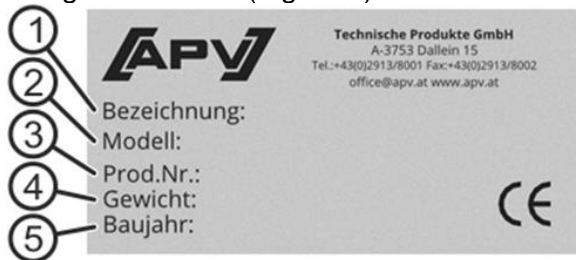 APV
Technische Produkte GmbH
A-3753 Dallein 15
Tel.:+43(0)2913/8001 Fax:+43(0)2913/8002
office@apv.at www.apv.at
1 Bezeichnung:
2 Modell:
3 Prod.Nr.:
4 Gewicht:
5 Baujahr:
CE